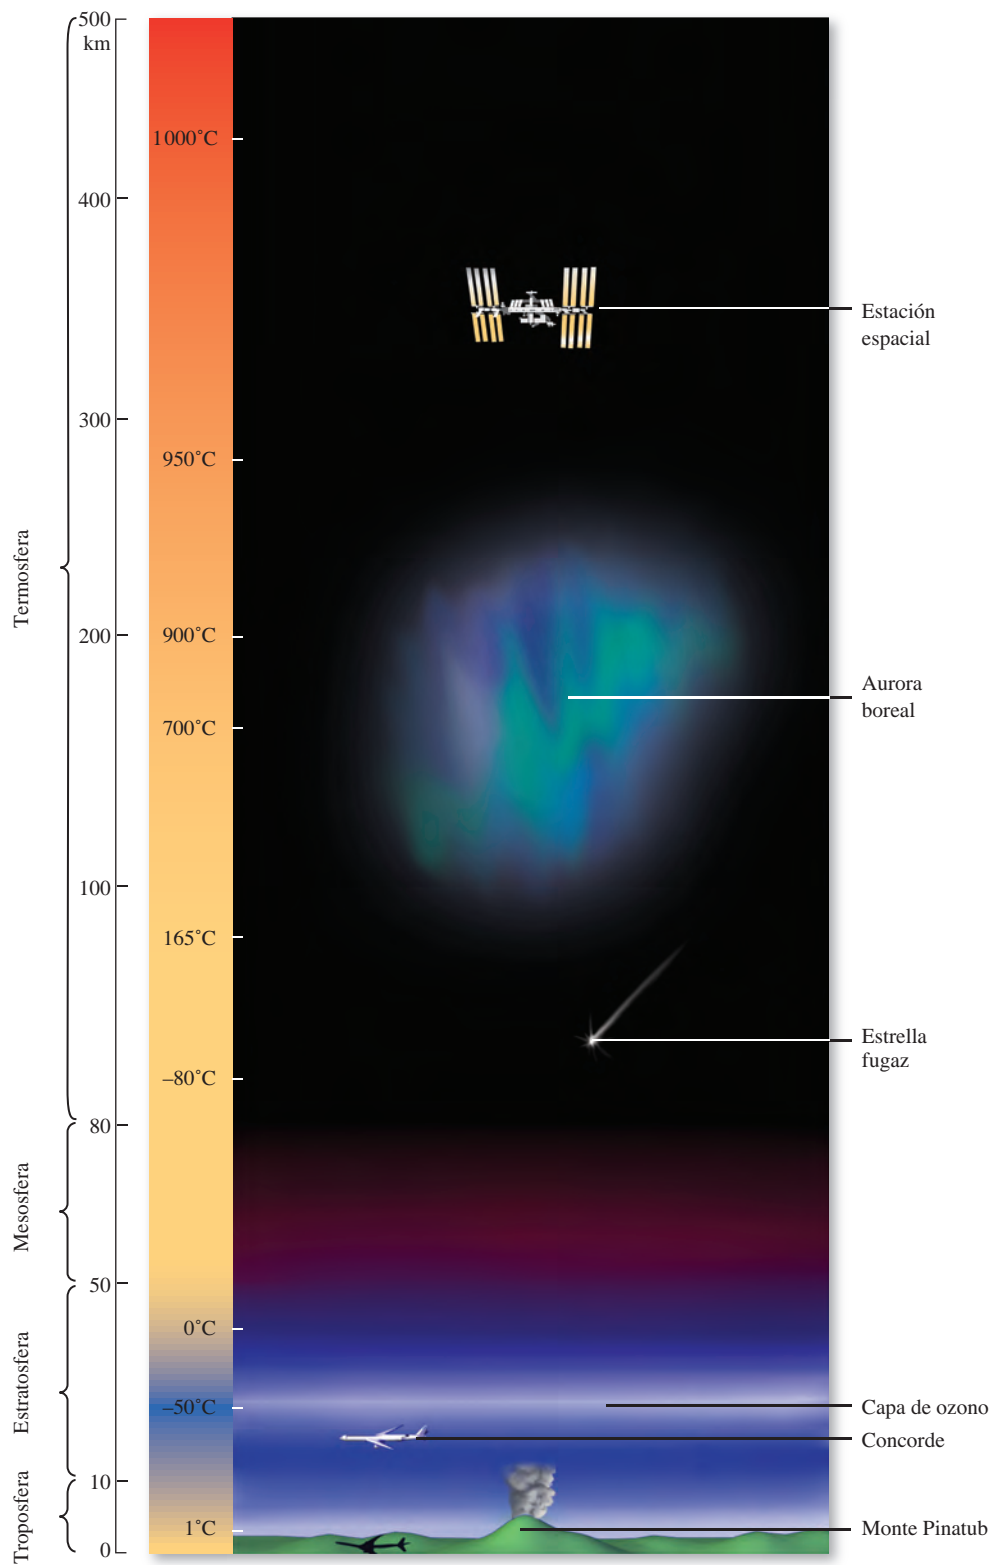 500
km
1000°C
400
Estación
espacial
300
950°C
Termosfera
200
900°C
Aurora
boreal
700°C
100
165°C
Estrella
fugaz
–80°C
80
Mesosfera
50
0°C
Estratosfera
–50°C
Capa de ozono
Concorde
10
Troposfera
1°C
Monte Pinatub
0